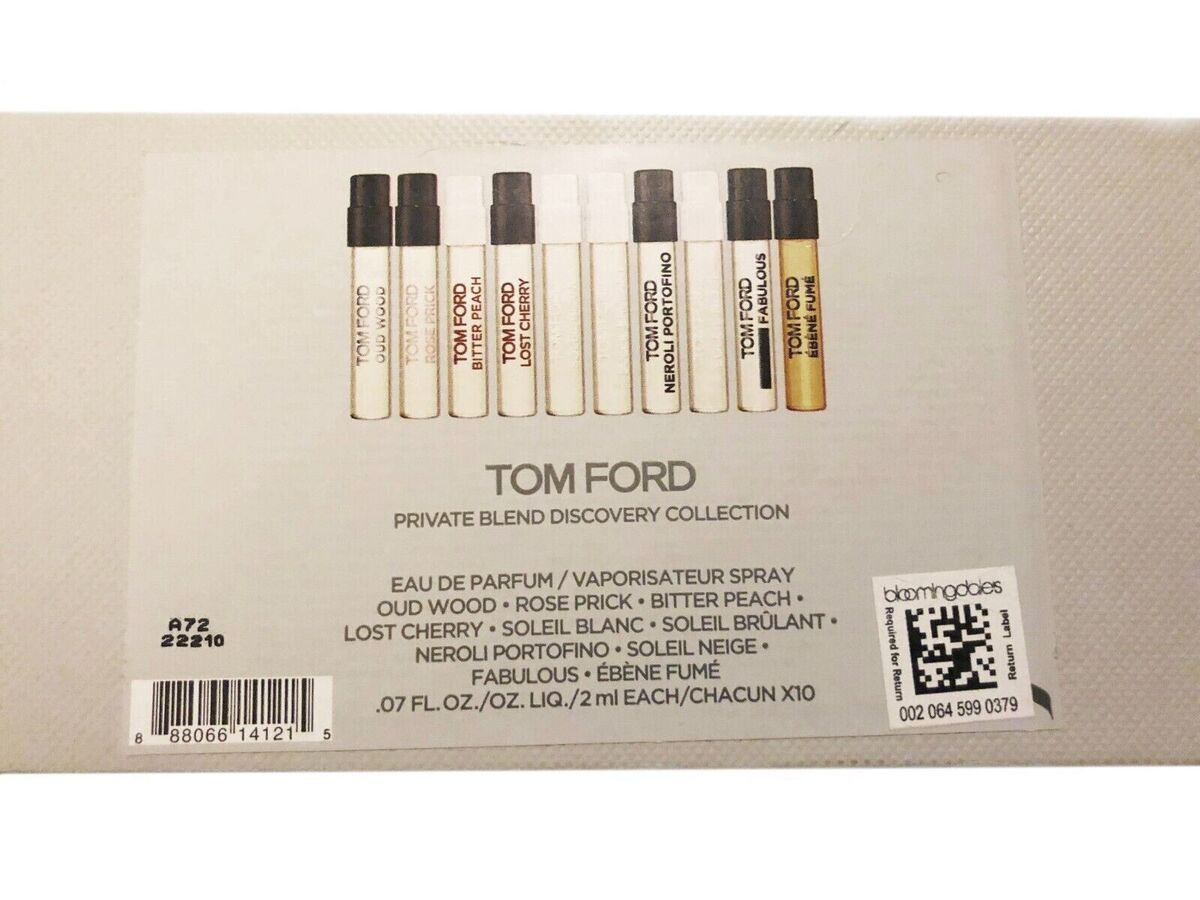 TOM FORD
OUD WOOD
TOM FORD
ROSE PRICK
TOM FORD
BITTER PEACH
TOM FORD
LOST CHERRY
TOM FORD
NEROLI PORTOFINO
TOM FORD
FABULOUS
TOM FORD
ÉBÈNE FUMÉ
TOM FORD
PRIVATE BLEND DISCOVERY COLLECTION
EAU DE PARFUM / VAPORISATEUR SPRAY
OUD WOOD • ROSE PRICK • BITTER PEACH •
LOST CHERRY • SOLEIL BLANC • SOLEIL BRÛLANT •
NEROLI PORTOFINO • SOLEIL NEIGE •
FABULOUS • ÉBÈNE FUMÉ
.07 FL. OZ./OZ. LIQ./2 ml EACH/CHACUN X10
A72
22210
8 88066 14121 5
bloomingdales
Required for Return
Return Label
002 064 599 0379